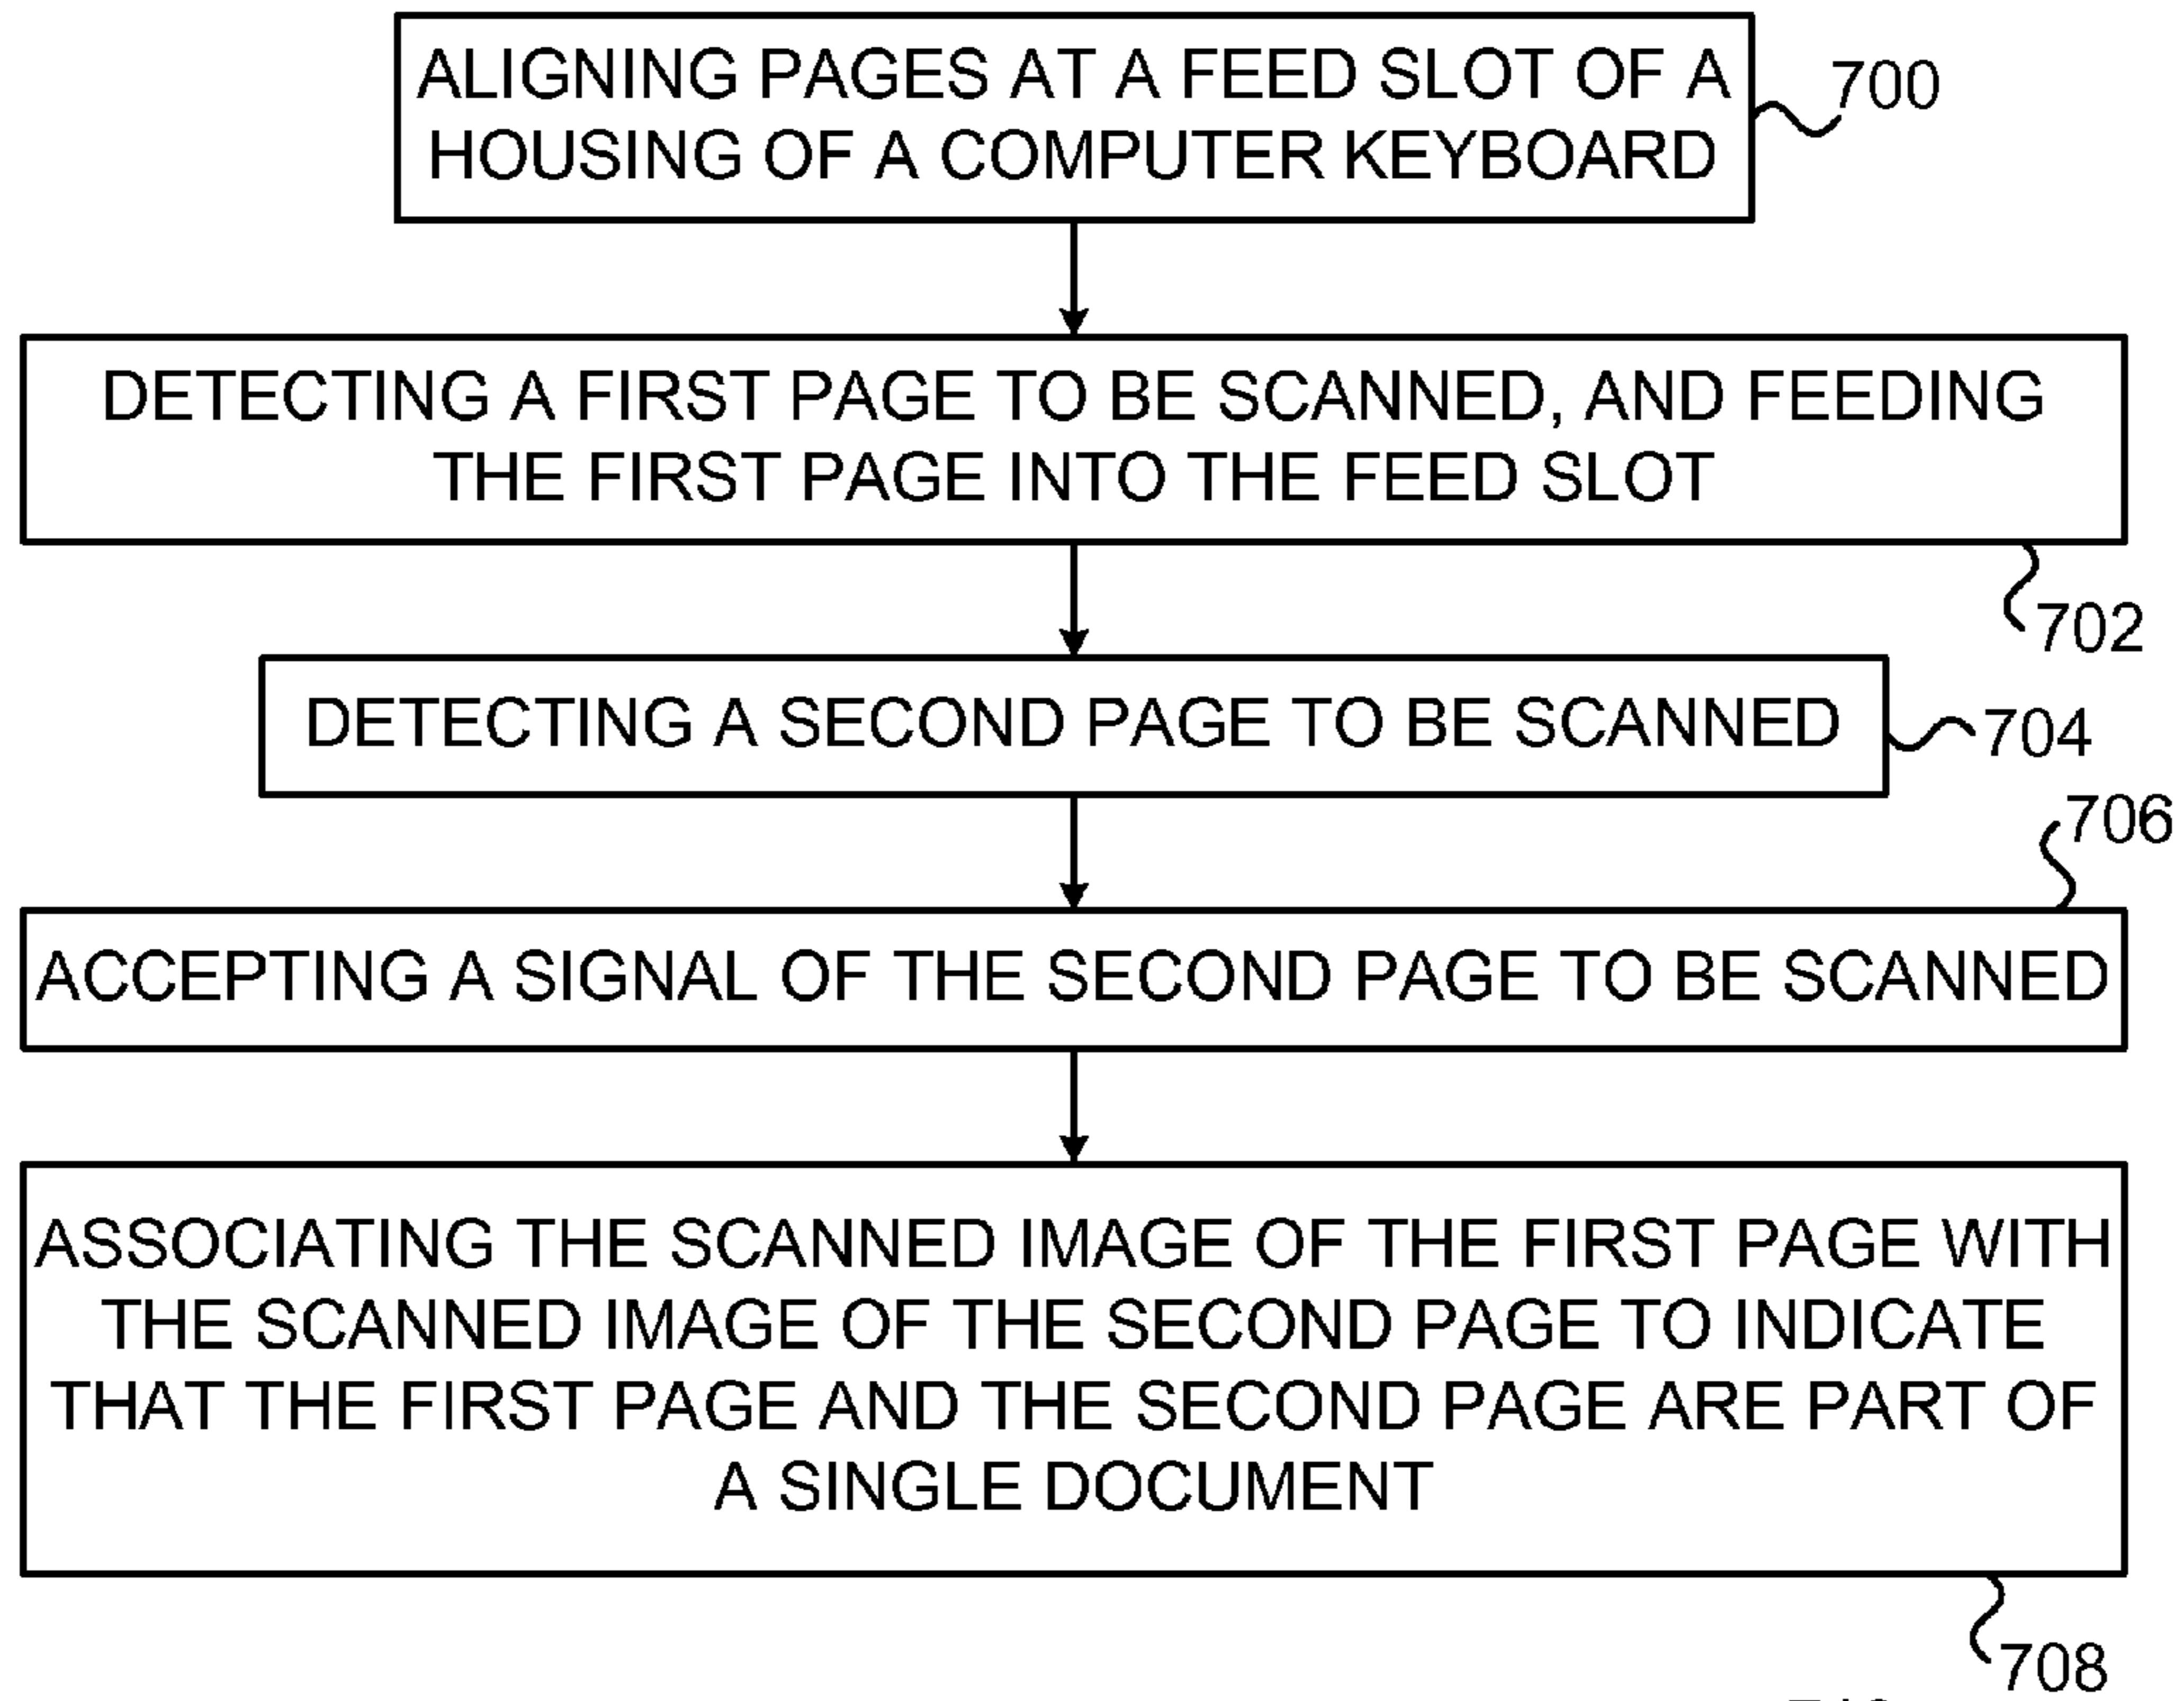 ALIGNING PAGES AT A FEED SLOT OF A
HOUSING OF A COMPUTER KEYBOARD
700
DETECTING A FIRST PAGE TO BE SCANNED, AND FEEDING
THE FIRST PAGE INTO THE FEED SLOT
702
DETECTING A SECOND PAGE TO BE SCANNED
704
706
ACCEPTING A SIGNAL OF THE SECOND PAGE TO BE SCANNED
ASSOCIATING THE SCANNED IMAGE OF THE FIRST PAGE WITH
THE SCANNED IMAGE OF THE SECOND PAGE TO INDICATE
THAT THE FIRST PAGE AND THE SECOND PAGE ARE PART OF
A SINGLE DOCUMENT
708